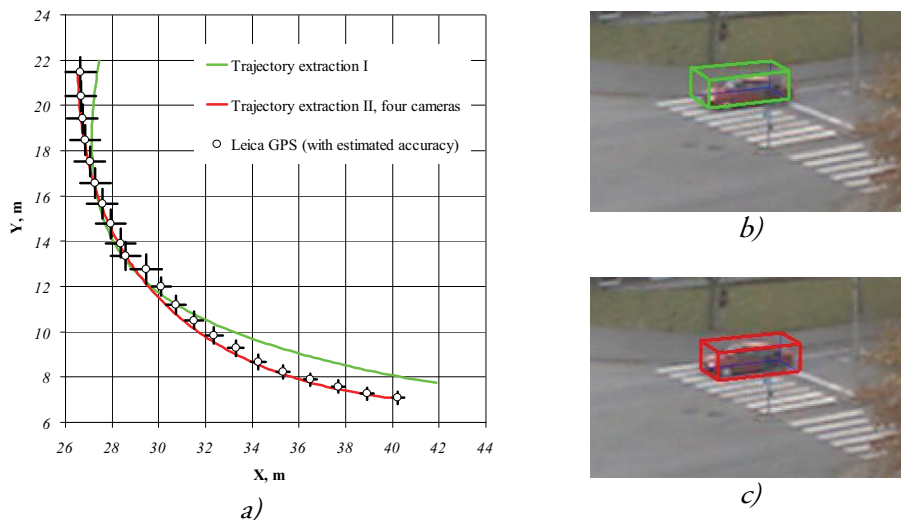 24
22
20
18
16
14
12
10
8
6
Y, m
Trajectory extraction I
Trajectory extraction II, four cameras
Leica GPS (with estimated accuracy)
26 28 30 32 34 36 38 40 42 44
X, m
a)
b)
c)